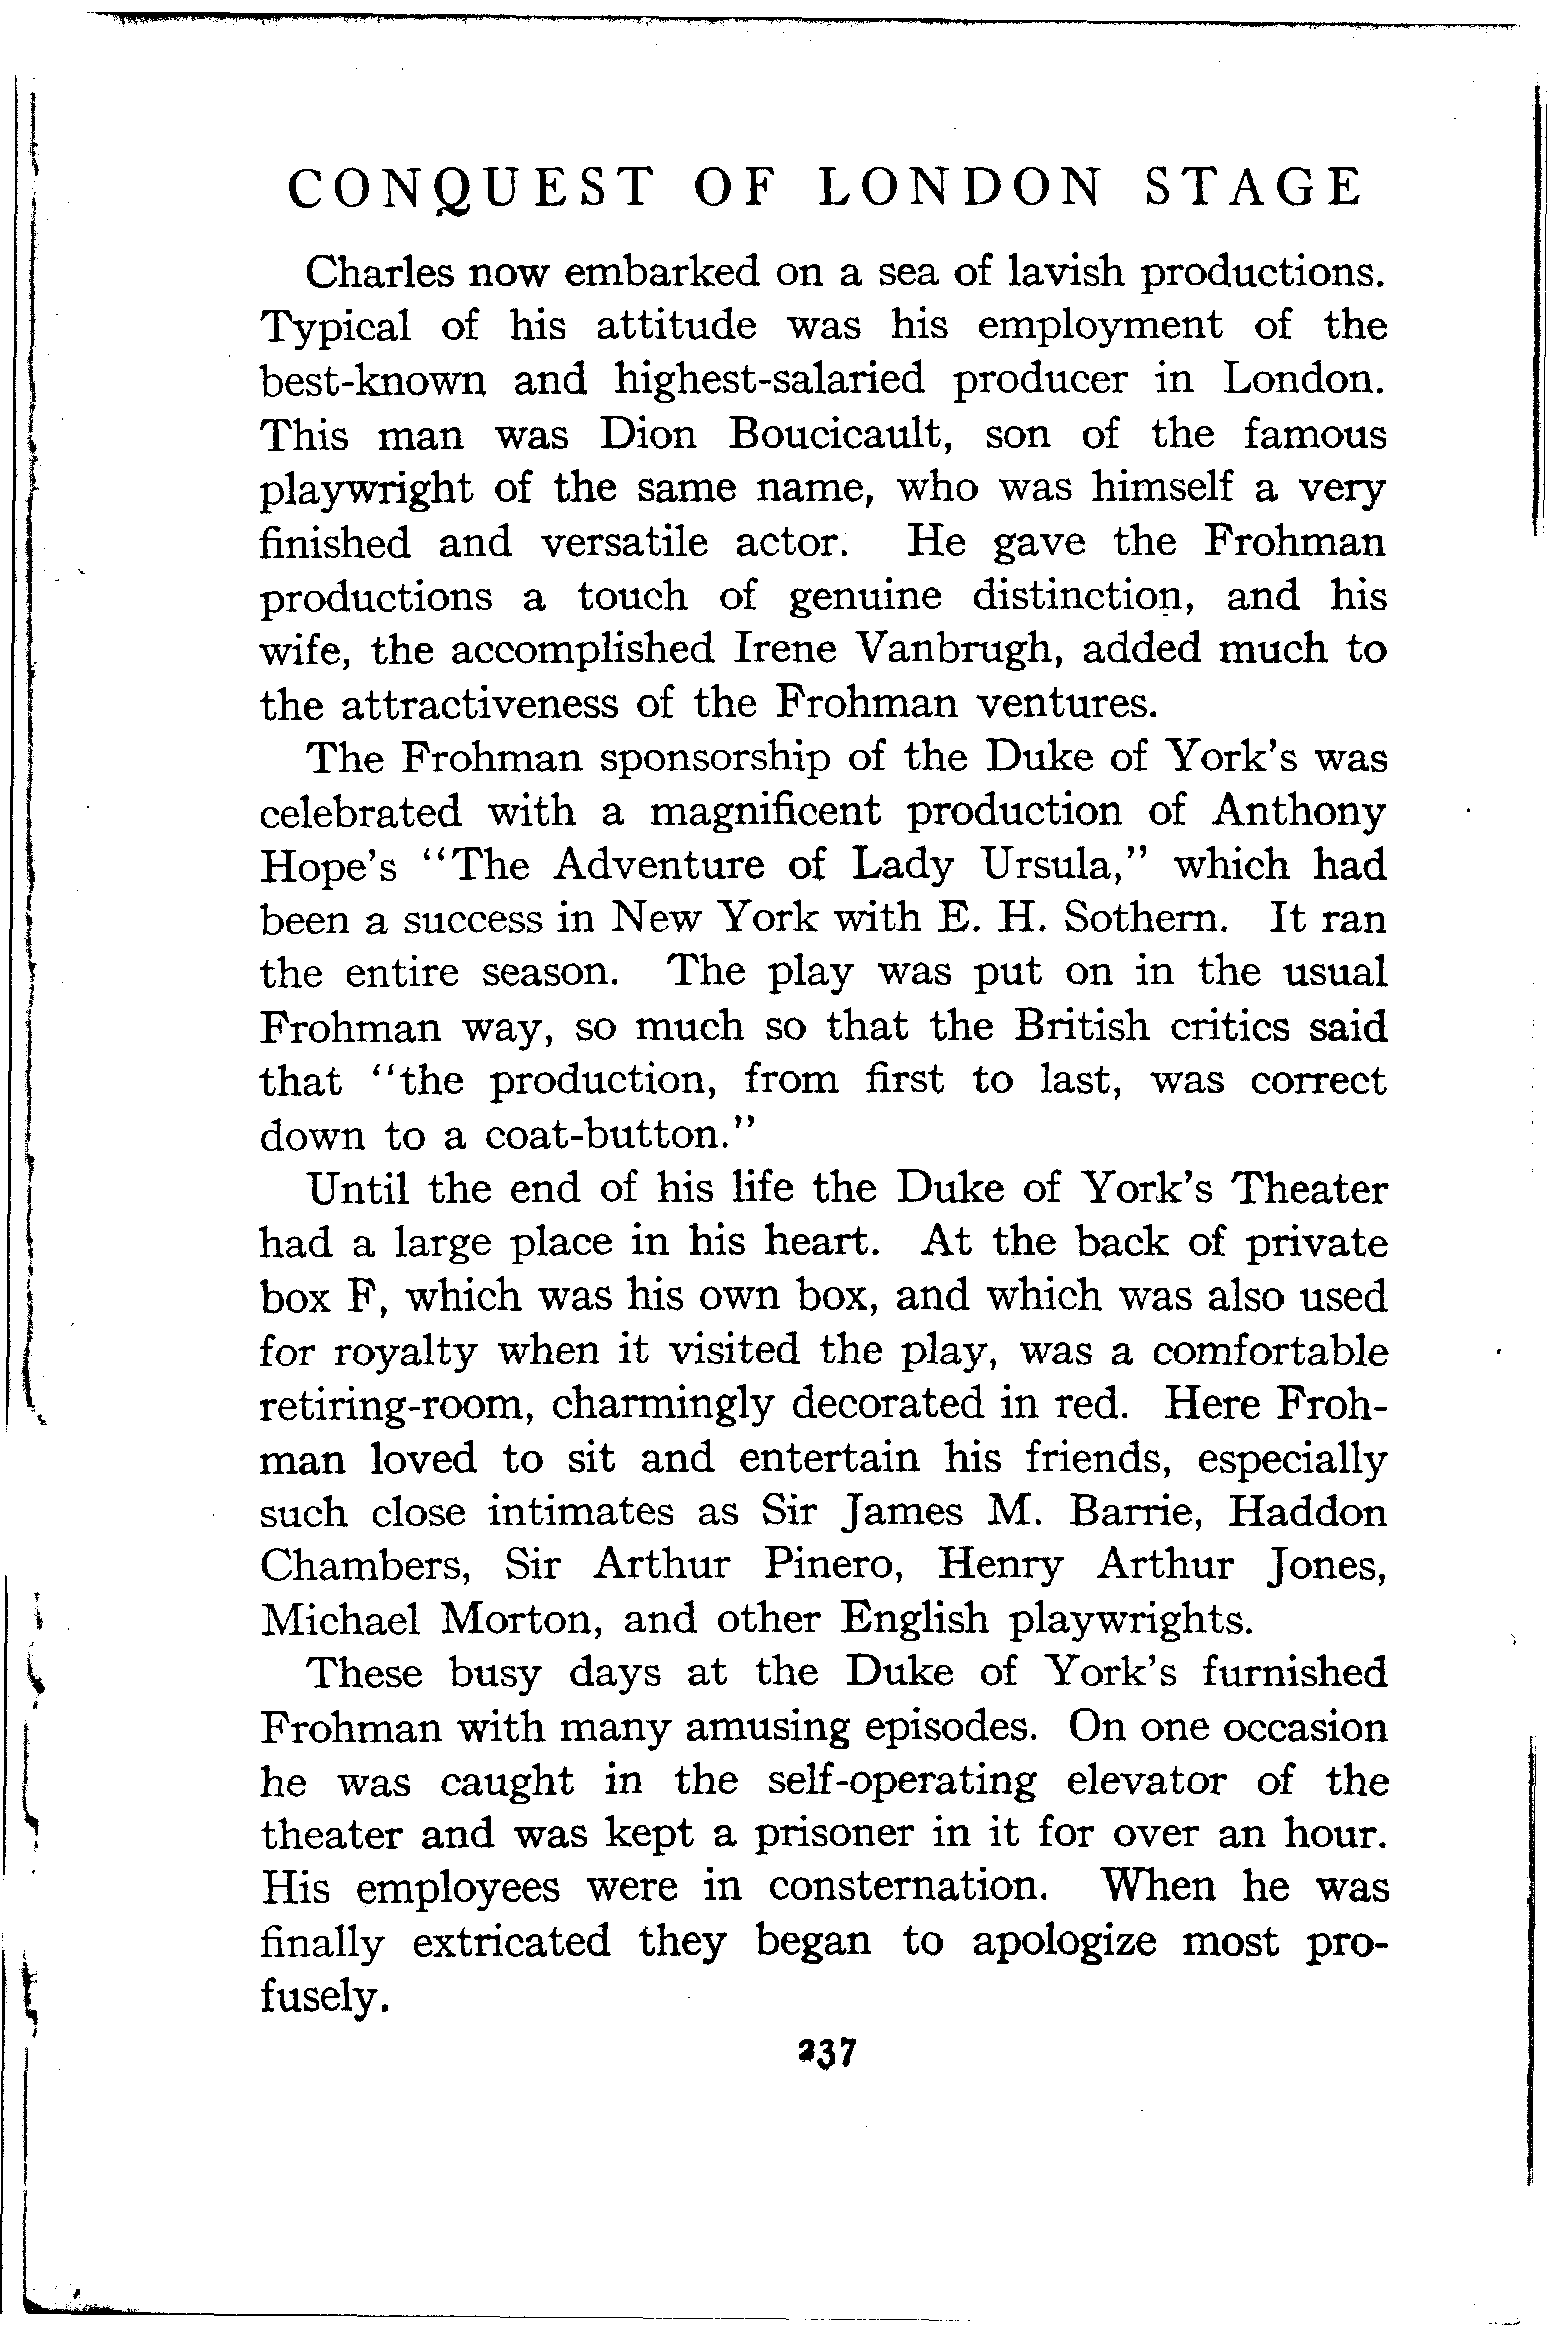 CONQUEST OF LONDON STAGE
Charles now embarked on a sea of lavish productions.
Typical of his attitude was his employment of the
best-known and highest-salaried producer in London.
This man was Dion Boucicault, son of the famous
playwright of the same name, who was himself a very
finished and versatile actor. He gave the Frohman
productions a touch of genuine distinction, and his
wife, the accomplished Irene Vanbrugh, added much to
the attractiveness of the Frohman ventures.
The Frohman sponsorship of the Duke of York's was
celebrated with a magnificent production of Anthony
Hope's "The Adventure of Lady Ursula," which had
been a success in New York with E. H. Sothern. It ran
the entire season. The play was put on in the usual
Frohman way, so much so that the British critics said
that "the production, from first to last, was correct
down to a coat-button."
Until the end of his life the Duke of York's Theater
had a large place in his heart. At the back of private
box F, which was his own box, and which was also used
for royalty when it visited the play, was a comfortable
retiring-room, charmingly decorated in red. Here Froh-
man loved to sit and entertain his friends, especially
such close intimates as Sir James M. Barrie, Haddon
Chambers, Sir Arthur Pinero, Henry Arthur Jones,
Michael Morton, and other English playwrights.
These busy days at the Duke of York's furnished
Frohman with many amusing episodes. On one occasion
he was caught in the self-operating elevator of the
theater and was kept a prisoner in it for over an hour.
His employees were in consternation. When he was
finally extricated they began to apologize most pro-
fusely.
237